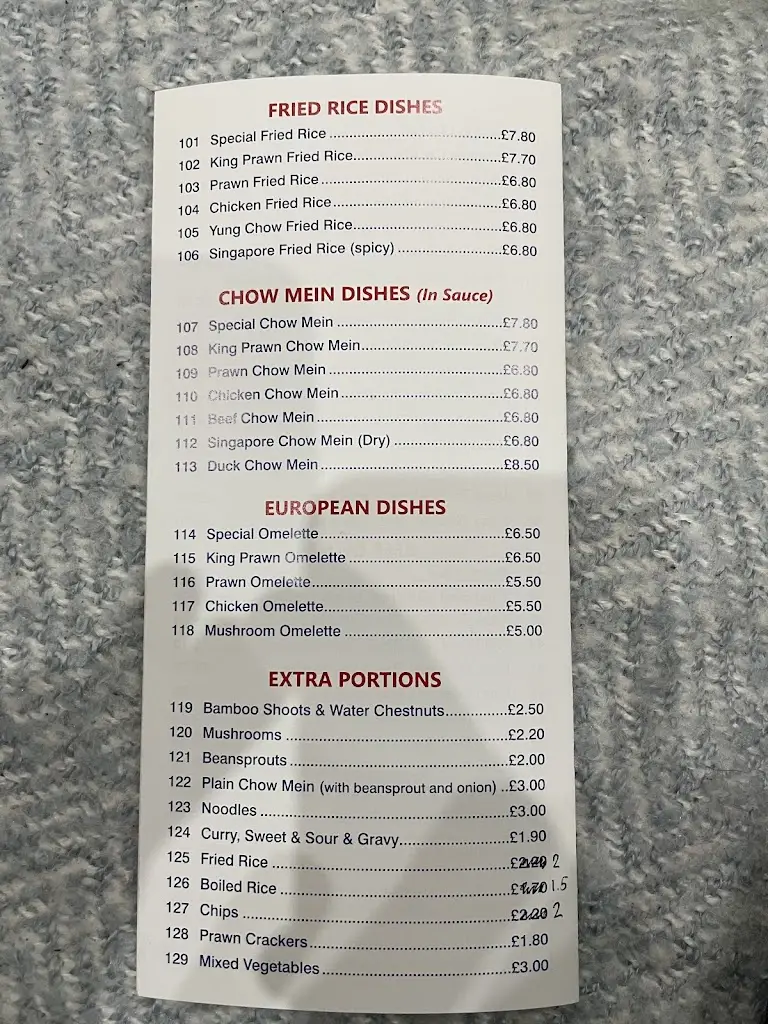 FRIED RICE DISHES
101 Special Fried Rice ....................................£7.80
102 King Prawn Fried Rice...............................£7.70
103 Prawn Fried Rice ......................................£6.80
104 Chicken Fried Rice....................................£6.80
105 Yung Chow Fried Rice...............................£6.80
106 Singapore Fried Rice (spicy) .....................£6.80
CHOW MEIN DISHES (In Sauce)
107 Special Chow Mein ...................................£7.80
108 King Prawn Chow Mein..............................£7.70
109 Prawn Chow Mein .....................................£6.80
110 Chicken Chow Mein ..................................£6.80
111 Beef Chow Mein........................................£6.80
112 Singapore Chow Mein (Dry) .......................£6.80
113 Duck Chow Mein.......................................£8.50
EUROPEAN DISHES
114 Special Omelette.......................................£6.50
115 King Prawn Omelette .................................£6.50
116 Prawn Omelette.........................................£5.50
117 Chicken Omelette......................................£5.50
118 Mushroom Omelette ..................................£5.00
EXTRA PORTIONS
119 Bamboo Shoots & Water Chestnuts.............£2.50
120 Mushrooms ..............................................£2.20
121 Beansprouts..............................................£2.00
122 Plain Chow Mein (with beansprout and onion) ..£3.00
123 Noodles ....................................................£3.00
124 Curry, Sweet & Sour & Gravy......................£1.90
125 Fried Rice .................................................£2.20 2
126 Boiled Rice ...............................................£1.70 1.5
127 Chips ........................................................£2.20 2
128 Prawn Crackers.........................................£1.80
129 Mixed Vegetables......................................£3.00